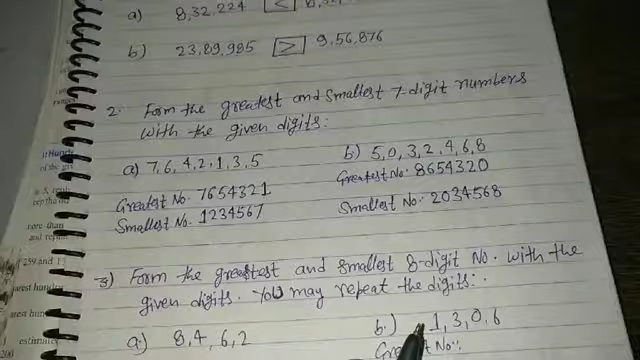 a) 8,32,224 <
b) 23,89,985 > 9,56,876
2. Form the greatest and smallest 7-digit numbers
with the given digits:
a) 7,6,4,2,1,3,5
Greatest No. 7654321
Smallest No. 1234567
b) 5,0,3,2,4,6,8
Greatest No. 8654320
Smallest No. 2034568
3) Form the greatest and smallest 8-digit No. with the
given digits. You may repeat the digits:
a.) 8,4,6,2
b.) 1,3,0,6
No: